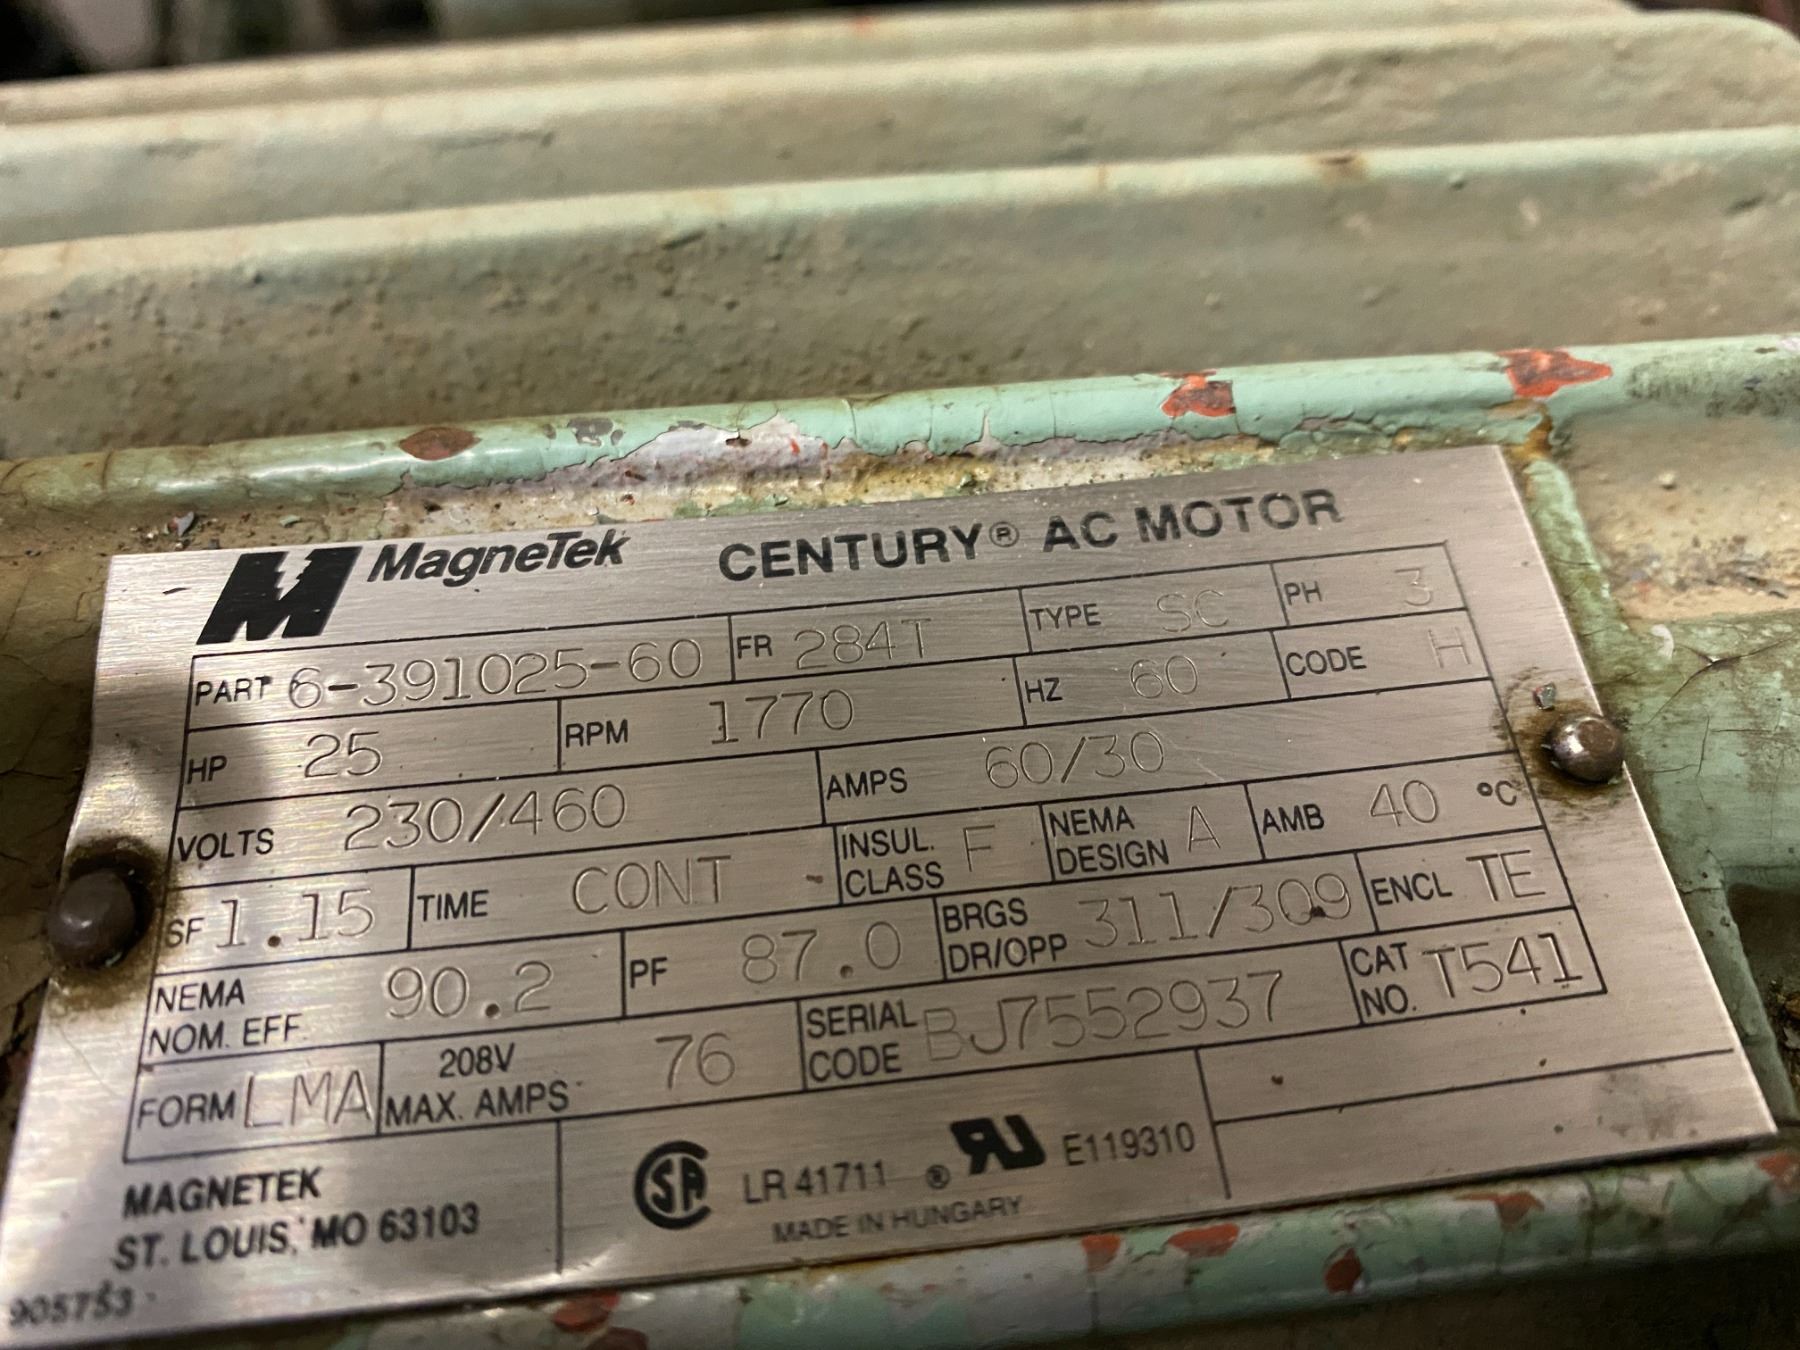 MagneTek CENTURY® AC MOTOR
PART 6-391025-60 FR 284T TYPE SC PH 3
HP 25 RPM 1770 HZ 60 CODE H
VOLTS 230/460 AMPS 60/30
SF 1.15 TIME CONT INSUL. CLASS F NEMA DESIGN A AMB 40 °C
NEMA NOM. EFF. 90.2 PF 87.0 BRGS DR/OPP 311/309 ENCL TE
FORM LMA 208V MAX. AMPS 76 SERIAL CODE BJ7552937 CAT NO. T541
MAGNETEK
ST. LOUIS, MO 63103
SA LR 41711 ® RU E119310
MADE IN HUNGARY
905753